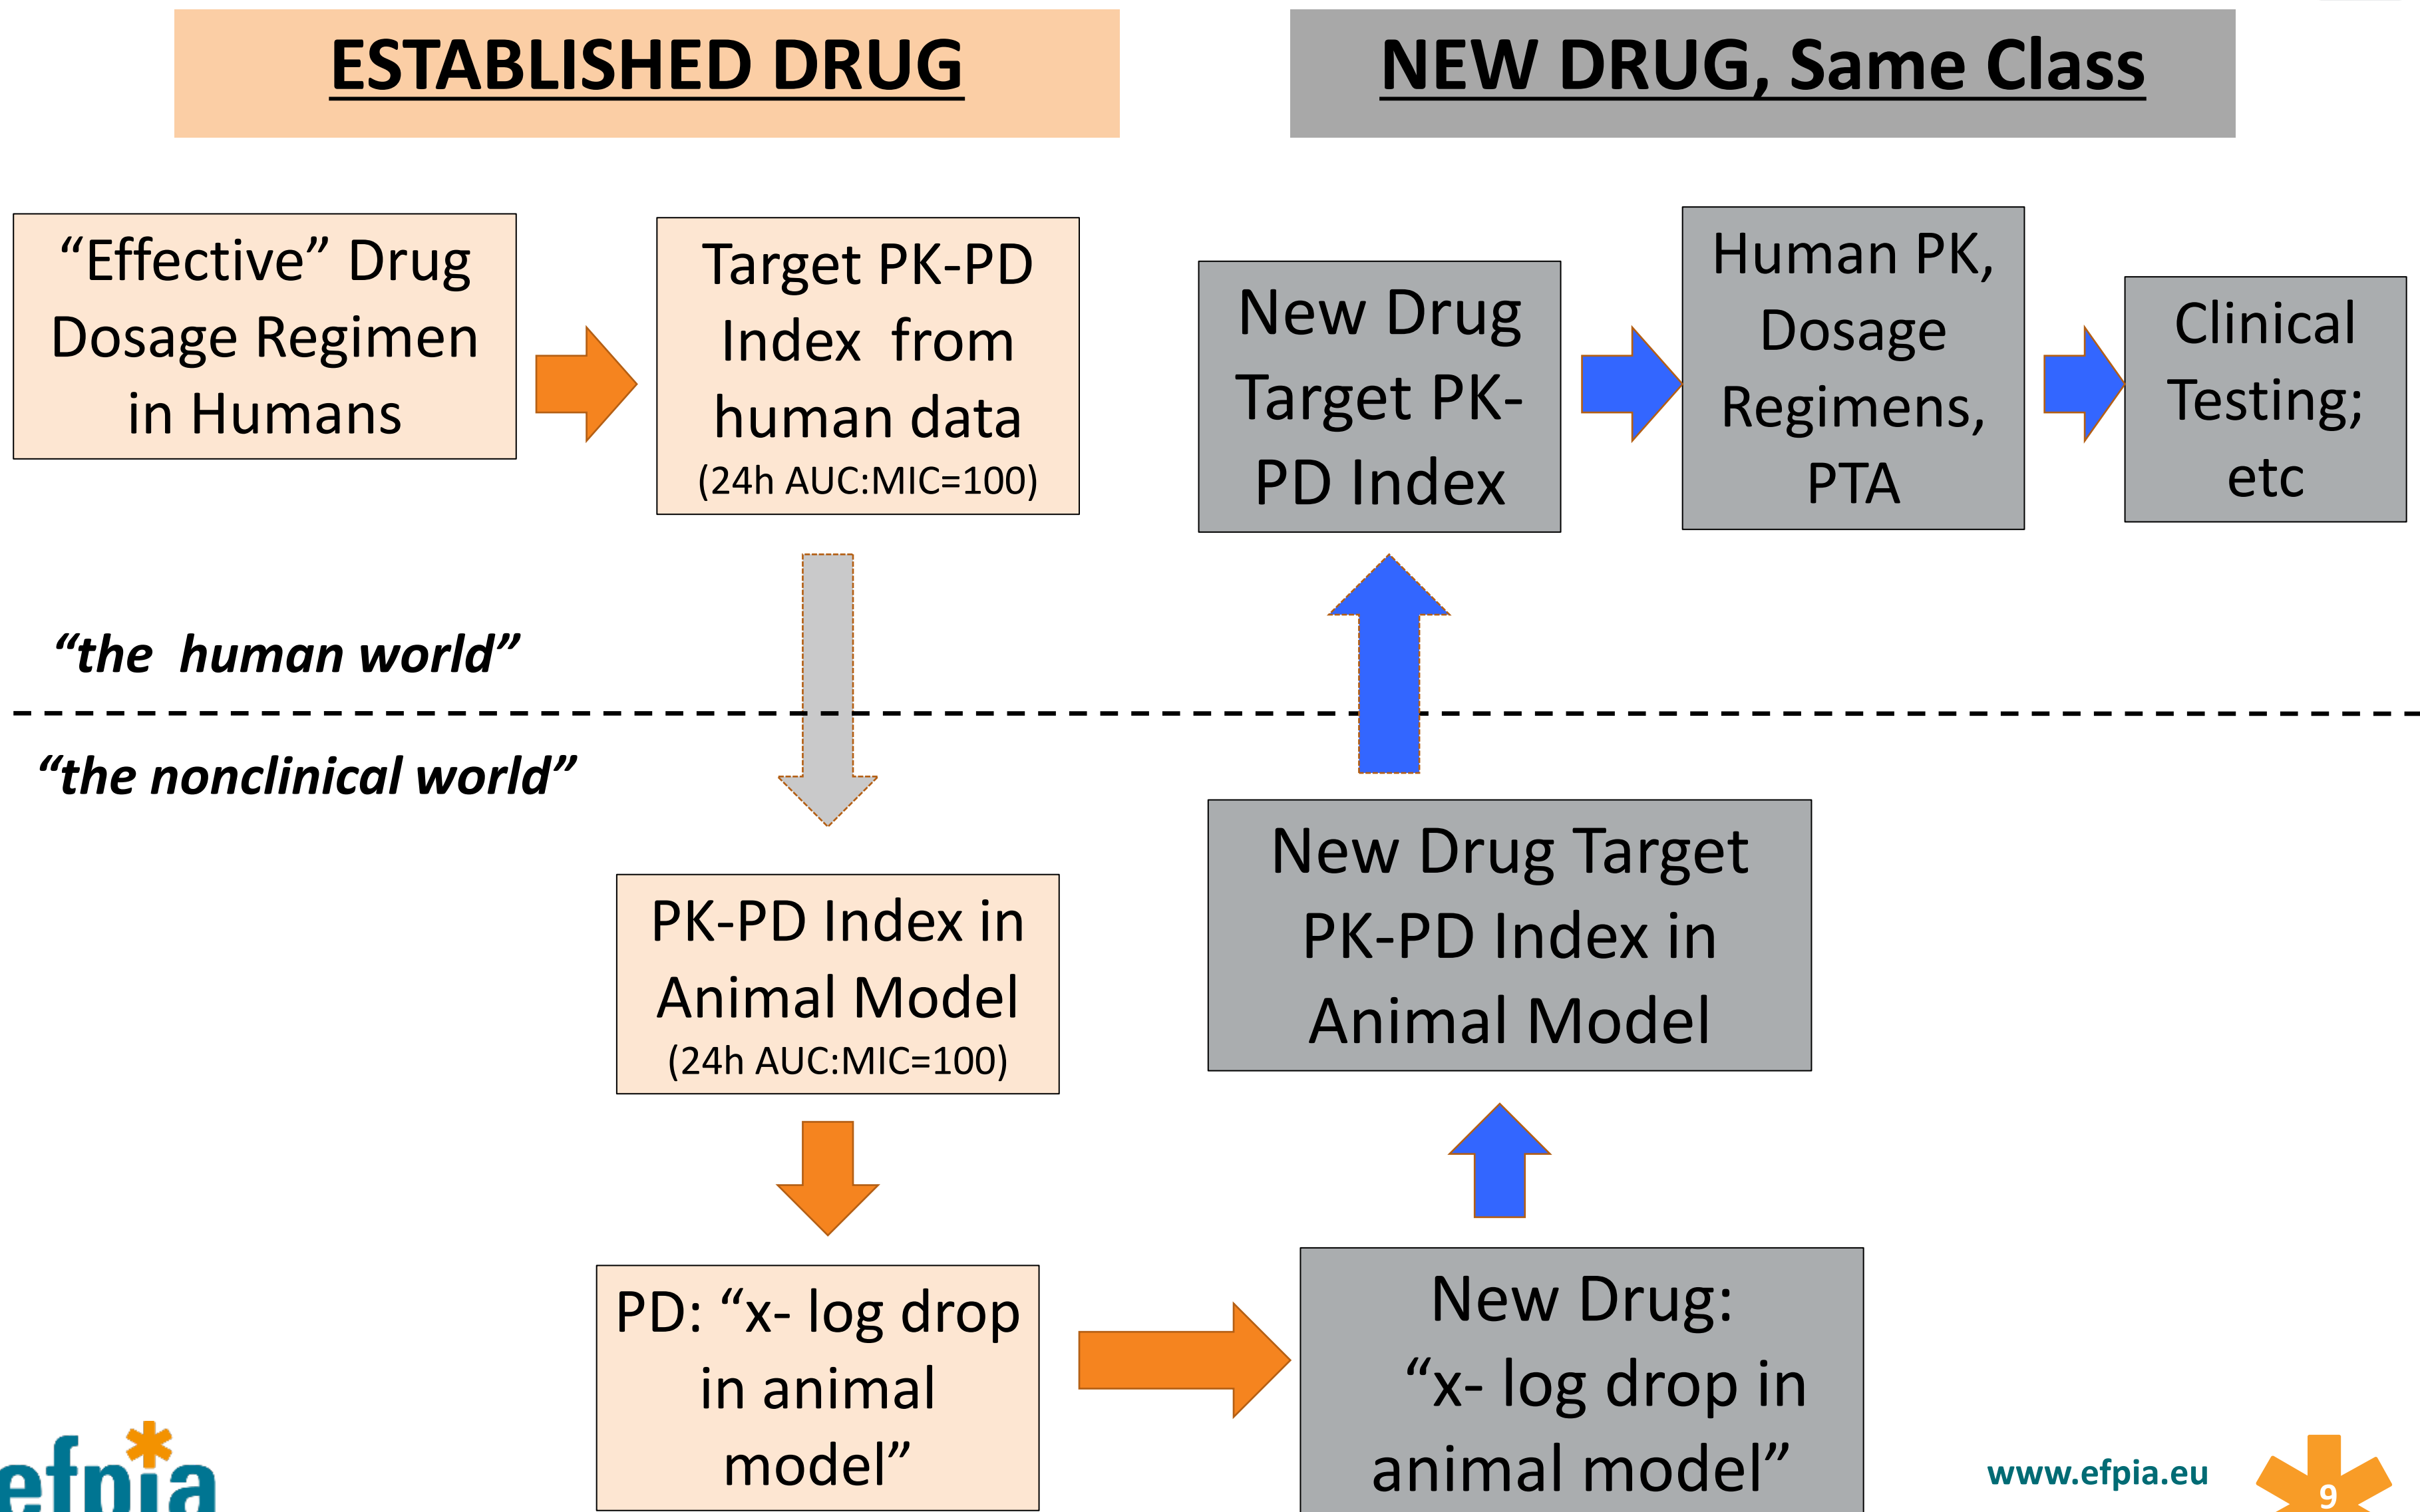 ESTABLISHED DRUG
NEW DRUG, Same Class
“Effective” Drug
Dosage Regimen
in Humans
Target PK-PD
Index from
human data
(24h AUC:MIC=100)
New Drug
Target PK-
PD Index
Human PK,
Dosage
Regimens,
PTA
Clinical
Testing;
etc
“the human world”
“the nonclinical world”
PK-PD Index in
Animal Model
(24h AUC:MIC=100)
New Drug Target
PK-PD Index in
Animal Model
PD: “x- log drop
in animal
model”
New Drug:
“x- log drop in
animal model”
efpia
www.efpia.eu
9